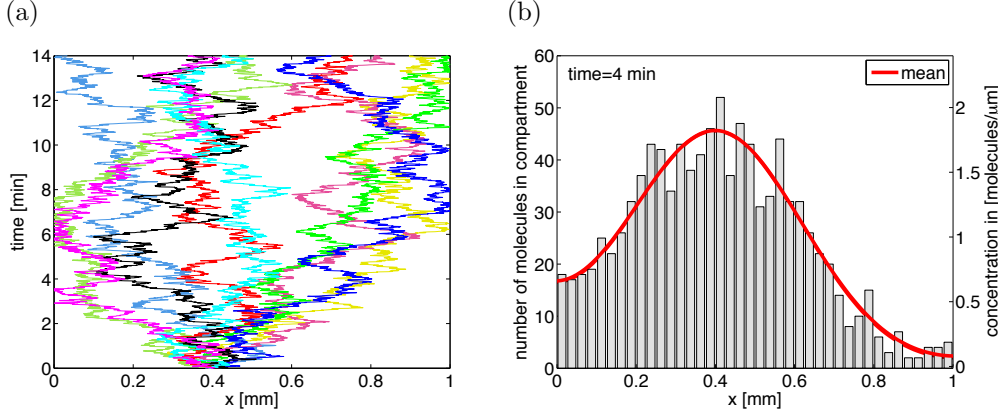 (a)
14
12
10
8
6
4
2
0
time [min]
0 0.2 0.4 0.6 0.8 1
x [mm]
(b)
60
50
40
30
20
10
0
number of molecules in compartment
time=4 min
mean
2
1.5
1
0.5
0
concentration in [molecules/um]
0 0.2 0.4 0.6 0.8 1
x [mm]